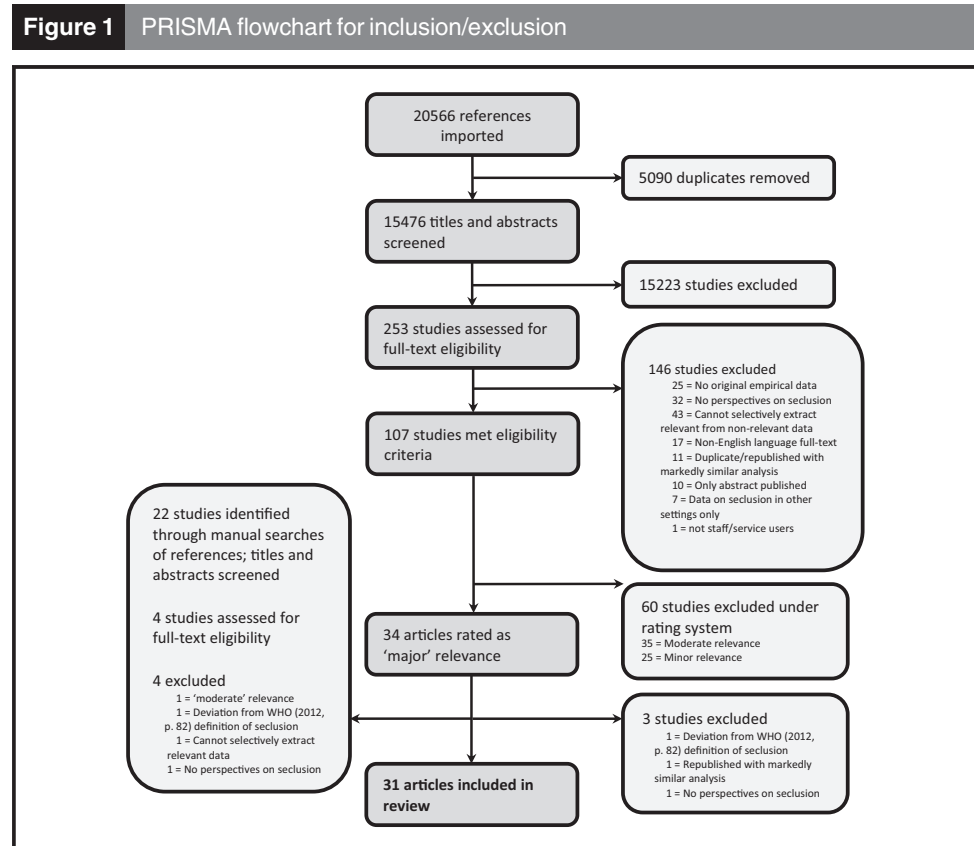 Figure 1 PRISMA flowchart for inclusion/exclusion
20566 references
imported
5090 duplicates removed
15476 titles and abstracts
screened
15223 studies excluded
253 studies assessed for
full-text eligibility
146 studies excluded
25 = No original empirical data
32 = No perspectives on seclusion
43 = Cannot selectively extract
relevant from non-relevant data
17 = Non-English language full-text
11 = Duplicate/republished with
markedly similar analysis
10 = Only abstract published
7 = Data on seclusion in other
settings only
1 = not staff/service users
107 studies met eligibility
criteria
22 studies identified
through manual searches
of references; titles and
abstracts screened
4 studies assessed for
full-text eligibility
4 excluded
1 = ‘moderate’ relevance
1 = Deviation from WHO (2012,
p. 82) definition of seclusion
1 = Cannot selectively extract
relevant data
1 = No perspectives on seclusion
60 studies excluded under
rating system
35 = Moderate relevance
25 = Minor relevance
34 articles rated as
‘major’ relevance
3 studies excluded
1 = Deviation from WHO (2012,
p. 82) definition of seclusion
1 = Republished with markedly
similar analysis
1 = No perspectives on seclusion
31 articles included in
review